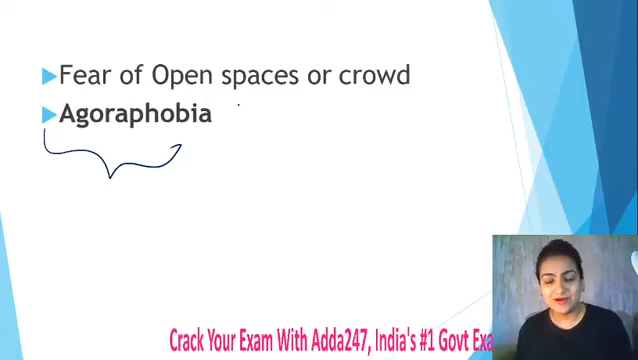 Fear of Open spaces or crowd
Agoraphobia
Crack Your Exam With Adda247, India's #1 Govt Exa